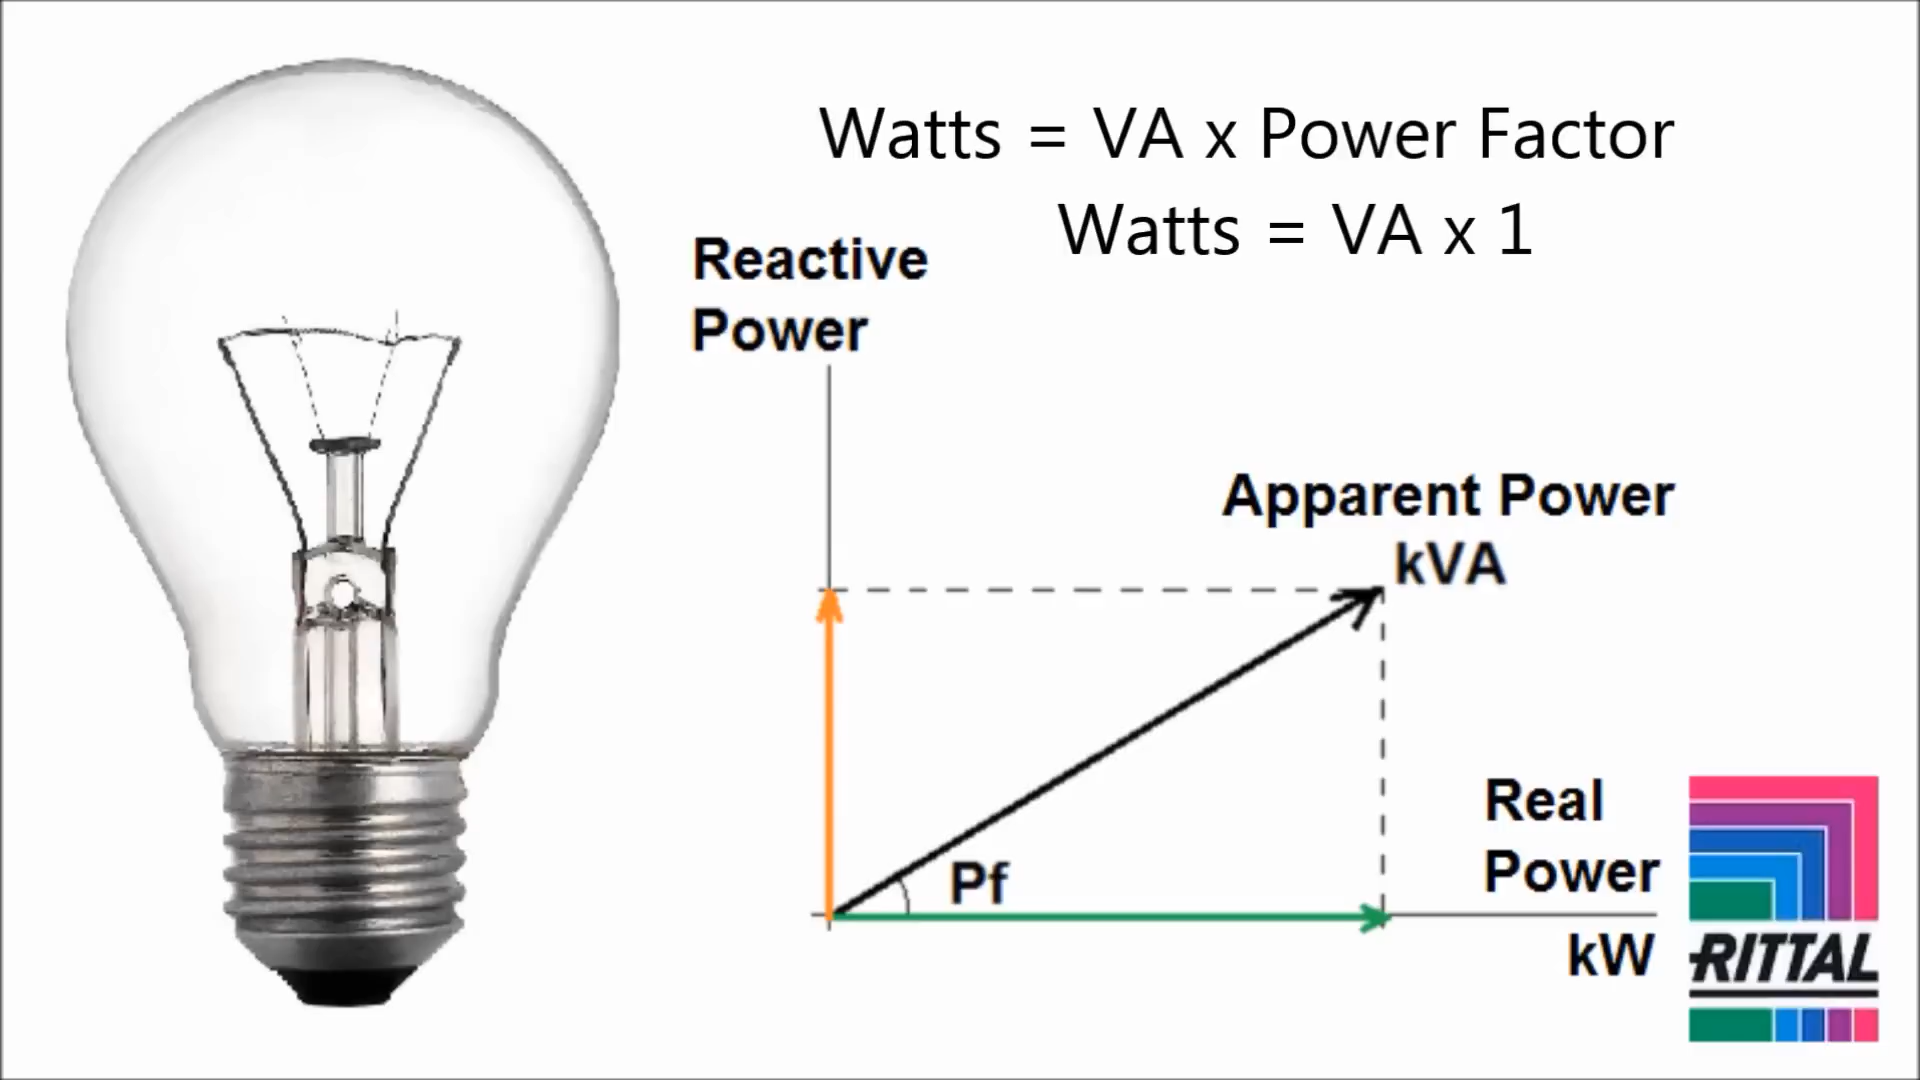 Watts = VA x Power Factor
Watts = VA x 1
Reactive
Power
Apparent Power
kVA
Pf
Real
Power
kW
RITTAL